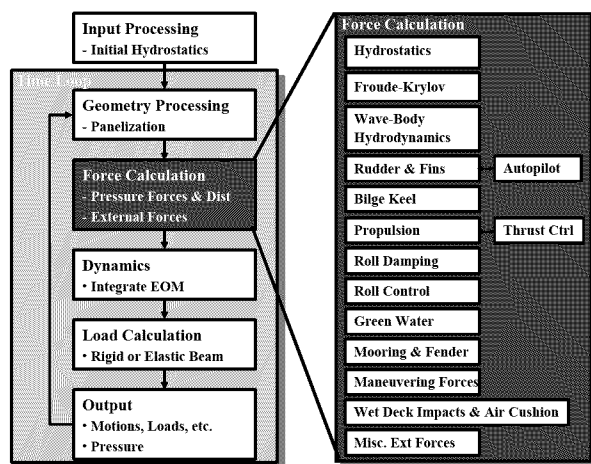 Input Processing
- Initial Hydrostatics
Time Loop
Geometry Processing
- Panelization
Force Calculation
- Pressure Forces & Dist
- External Forces
Dynamics
• Integrate EOM
Load Calculation
• Rigid or Elastic Beam
Output
• Motions, Loads, etc.
• Pressure
Force Calculation
Hydrostatics
Froude-Krylov
Wave-Body
Hydrodynamics
Rudder & Fins
Autopilot
Bilge Keel
Propulsion
Thrust Ctrl
Roll Damping
Roll Control
Green Water
Mooring & Fender
Maneuvering Forces
Wet Deck Impacts & Air Cushion
Misc. Ext Forces